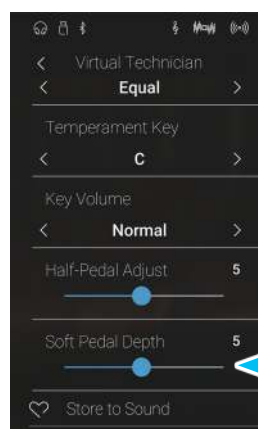 Virtual Technician
< Equal >
Temperament Key
< C >
Key Volume
< Normal >
Half-Pedal Adjust 5
Soft Pedal Depth 5
Store to Sound